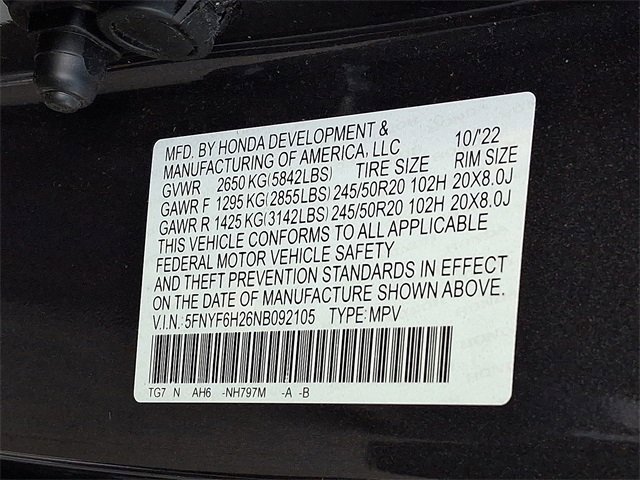 MFD. BY HONDA DEVELOPMENT &
MANUFACTURING OF AMERICA, LLC 10/'22
GVWR 2650 KG(5842LBS) TIRE SIZE RIM SIZE
GAWR F 1295 KG(2855LBS) 245/50R20 102H 20X8.0J
GAWR R 1425 KG(3142LBS) 245/50R20 102H 20X8.0J
THIS VEHICLE CONFORMS TO ALL APPLICABLE
FEDERAL MOTOR VEHICLE SAFETY
AND THEFT PREVENTION STANDARDS IN EFFECT
ON THE DATE OF MANUFACTURE SHOWN ABOVE.
V.I.N.:5FNYF6H26NB092105 TYPE:MPV
TG7 N AH6 -NH797M -A -B